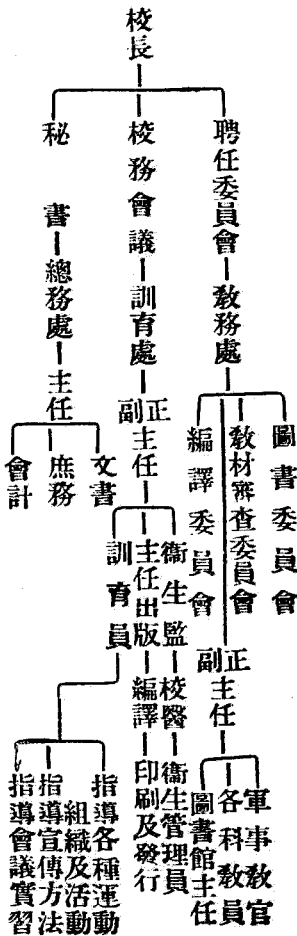 校長
聘任委員會
教務處
圖書委員會
教材審查委員會
編譯委員會
正副主任
軍事教官
各科教員
圖書館主任
校務會議
訓育處
正副主任
衞生監
校醫
衞生管理員
主任出版
編譯
印刷及發行
訓育員
指導各種運動
組織及活動
指導宣傳方法
指導會議實習
秘書
總務處
主任
文書
庶務
會計